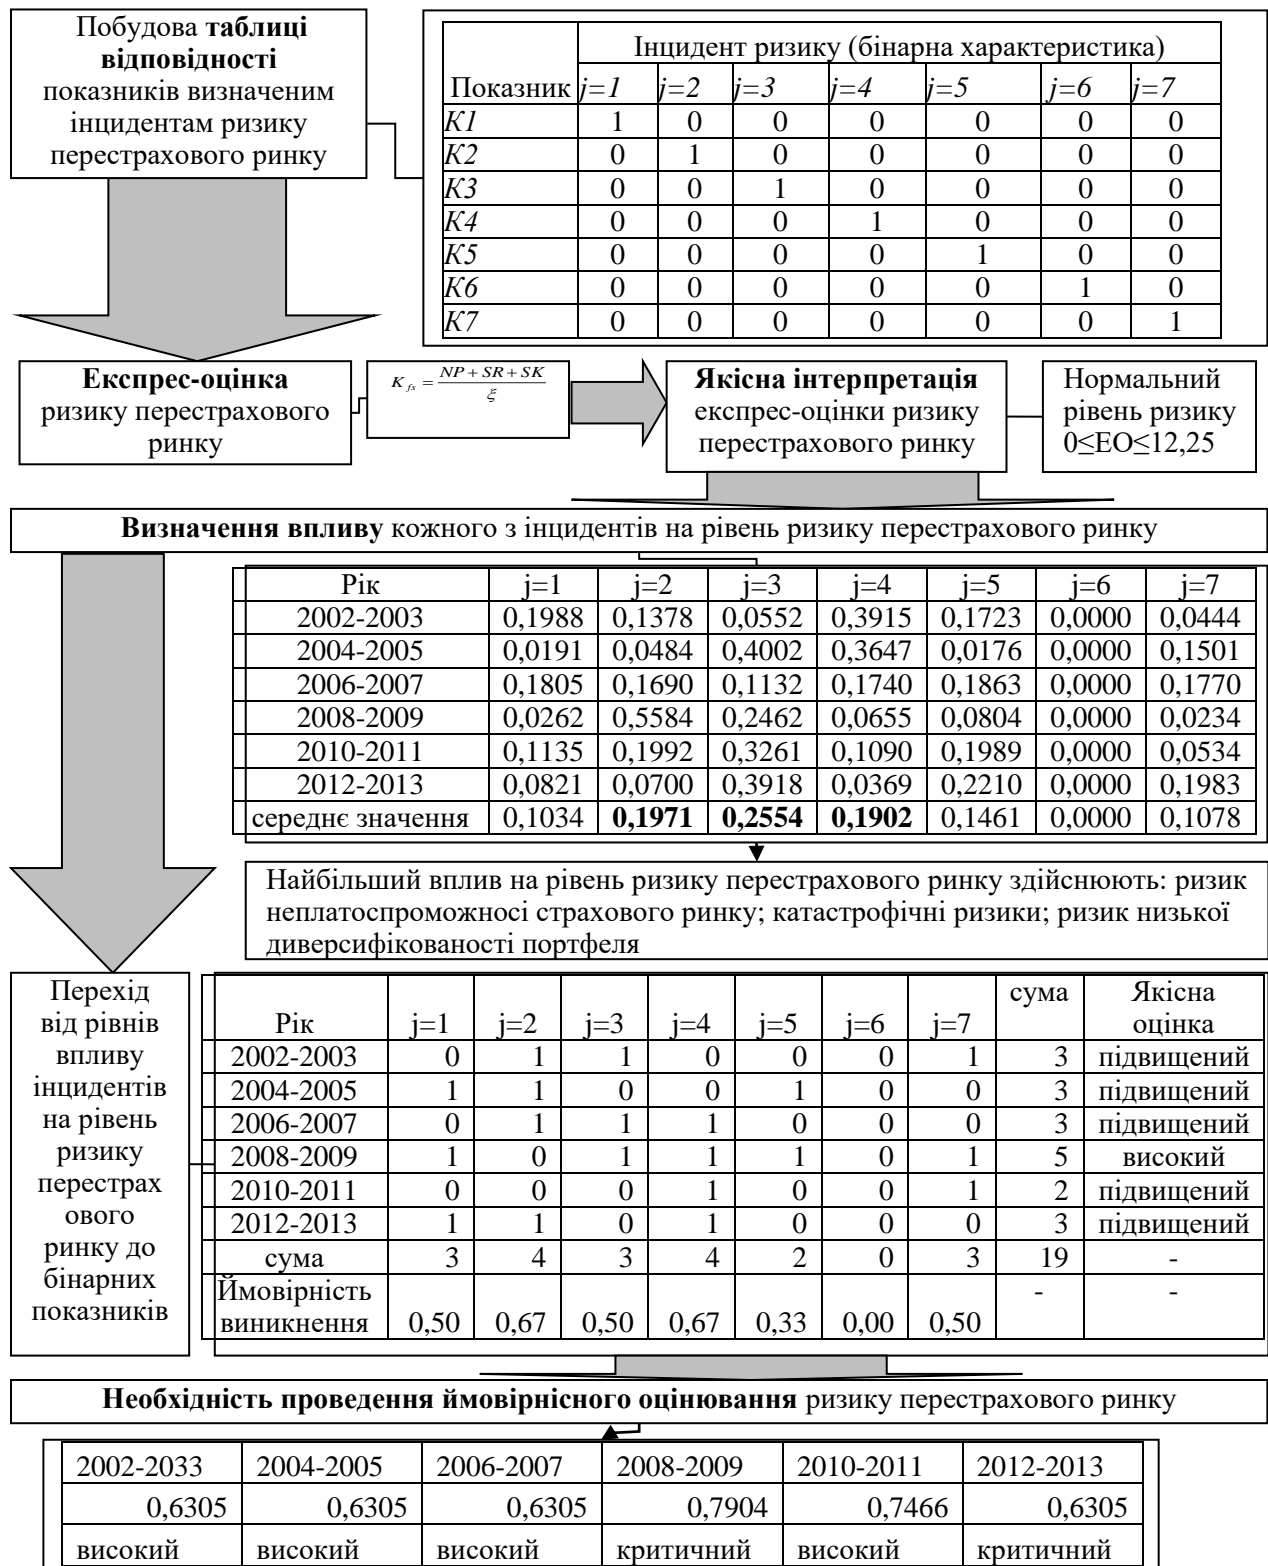 Побудова таблиці
відповідності
показників визначеним
інцидентам ризику
перестрахового ринку
Інцидент ризику (бінарна характеристика)
Показник j=1 j=2 j=3 j=4 j=5 j=6 j=7
K1 1 0 0 0 0 0 0
K2 0 1 0 0 0 0 0
K3 0 0 1 0 0 0 0
K4 0 0 0 1 0 0 0
K5 0 0 0 0 1 0 0
K6 0 0 0 0 0 1 0
K7 0 0 0 0 0 0 1
Експрес-оцінка
ризику перестрахового
ринку
K_fs = (NP + SR + SK) / ξ
Якісна інтерпретація
експрес-оцінки ризику
перестрахового ринку
Нормальний
рівень ризику
0≤ЕО≤12,25
Визначення впливу кожного з інцидентів на рівень ризику перестрахового ринку
Рік j=1 j=2 j=3 j=4 j=5 j=6 j=7
2002-2003 0,1988 0,1378 0,0552 0,3915 0,1723 0,0000 0,0444
2004-2005 0,0191 0,0484 0,4002 0,3647 0,0176 0,0000 0,1501
2006-2007 0,1805 0,1690 0,1132 0,1740 0,1863 0,0000 0,1770
2008-2009 0,0262 0,5584 0,2462 0,0655 0,0804 0,0000 0,0234
2010-2011 0,1135 0,1992 0,3261 0,1090 0,1989 0,0000 0,0534
2012-2013 0,0821 0,0700 0,3918 0,0369 0,2210 0,0000 0,1983
середнє значення 0,1034 0,1971 0,2554 0,1902 0,1461 0,0000 0,1078
Найбільший вплив на рівень ризику перестрахового ринку здійснюють: ризик
неплатоспроможносі страхового ринку; катастрофічні ризики; ризик низької
диверсифікованості портфеля
Перехід
від рівнів
впливу
інцидентів
на рівень
ризику
перестрах
ового
ринку до
бінарних
показників
Рік j=1 j=2 j=3 j=4 j=5 j=6 j=7 сума Якісна
оцінка
2002-2003 0 1 1 0 0 0 1 3 підвищений
2004-2005 1 1 0 0 1 0 0 3 підвищений
2006-2007 0 1 1 1 0 0 0 3 підвищений
2008-2009 1 0 1 1 1 0 1 5 високий
2010-2011 0 0 0 1 0 0 1 2 підвищений
2012-2013 1 1 0 1 0 0 0 3 підвищений
сума 3 4 3 4 2 0 3 19 -
Ймовірність
виникнення 0,50 0,67 0,50 0,67 0,33 0,00 0,50 - -
Необхідність проведення ймовірнісного оцінювання ризику перестрахового ринку
2002-2033 2004-2005 2006-2007 2008-2009 2010-2011 2012-2013
0,6305 0,6305 0,6305 0,7904 0,7466 0,6305
високий високий високий критичний високий критичний